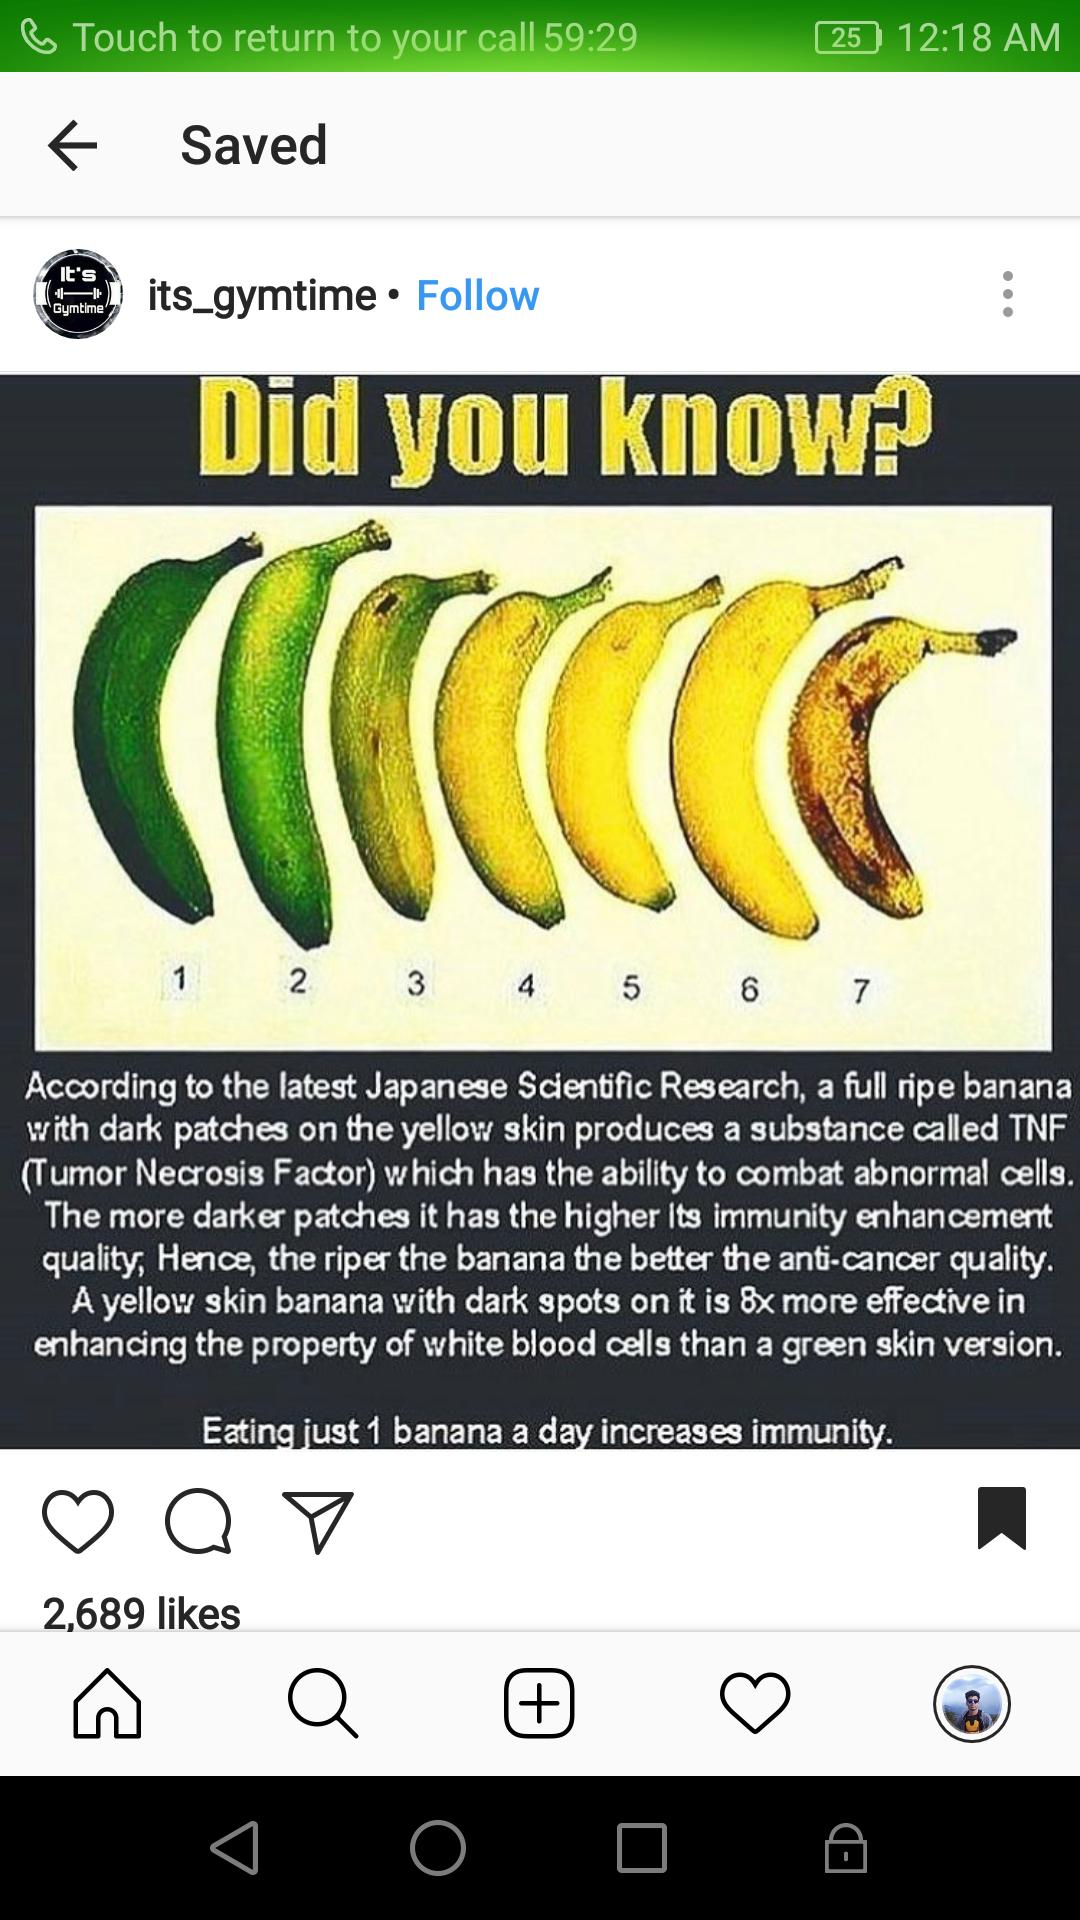 Touch to return to your call 59:29
25 12:18 AM
Saved
It's
Gymtime
its_gymtime • Follow
Did you know?
1 2 3 4 5 6 7
According to the latest Japanese Scientific Research, a full ripe banana
with dark patches on the yellow skin produces a substance called TNF
(Tumor Necrosis Factor) which has the ability to combat abnormal cells.
The more darker patches it has the higher Its immunity enhancement
quality; Hence, the riper the banana the better the anti-cancer quality.
A yellow skin banana with dark spots on it is 8x more effective in
enhancing the property of white blood cells than a green skin version.
Eating just 1 banana a day increases immunity.
2,689 likes